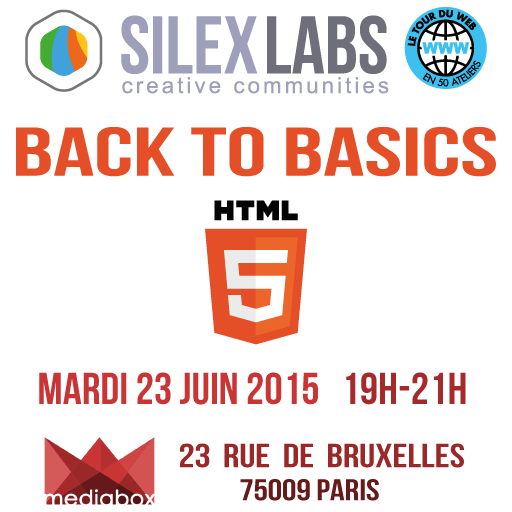 SILEX LABS
creative communities
LE TOUR DU WEB
WWW
EN 50 ATELIERS
BACK TO BASICS
HTML
5
MARDI 23 JUIN 2015 19H-21H
mediabox
23 RUE DE BRUXELLES
75009 PARIS